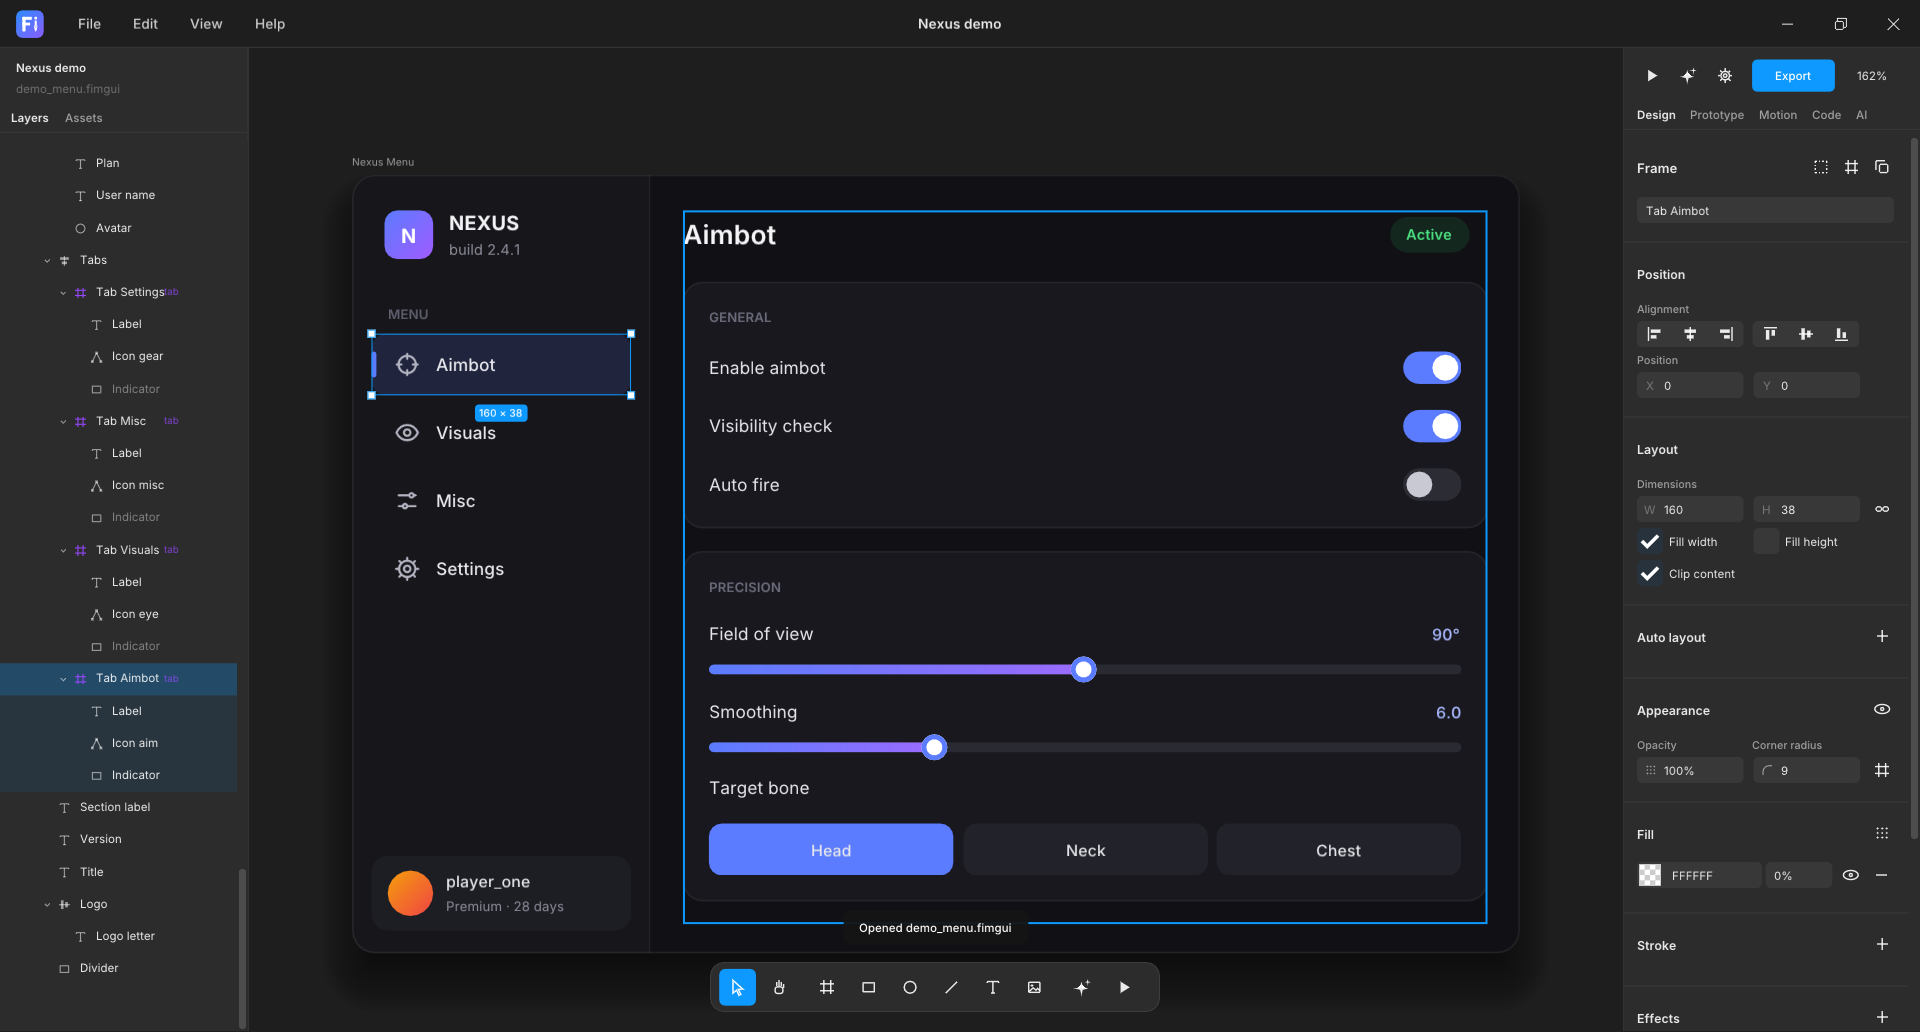 Fi File Edit View Help Nexus demo
Nexus demo
demo_menu.fimgui
Layers Assets
Plan
User name
Avatar
Tabs
Tab Settings tab
Label
Icon gear
Indicator
Tab Misc tab
Label
Icon misc
Indicator
Tab Visuals tab
Label
Icon eye
Indicator
Tab Aimbot tab
Label
Icon aim
Indicator
Section label
Version
Title
Logo
Logo letter
Divider
Nexus Menu
N NEXUS
build 2.4.1
MENU
Aimbot
160 × 38
Visuals
Misc
Settings
player_one
Premium · 28 days
Aimbot Active
GENERAL
Enable aimbot
Visibility check
Auto fire
PRECISION
Field of view 90°
Smoothing 6.0
Target bone
Head Neck Chest
Opened demo_menu.fimgui
T
Export 162%
Design Prototype Motion Code AI
Frame
Tab Aimbot
Position
Alignment
Position
X 0 Y 0
Layout
Dimensions
W 160 H 38
Fill width Fill height
Clip content
Auto layout
Appearance
Opacity Corner radius
100% 9
Fill
FFFFFF 0%
Stroke
Effects